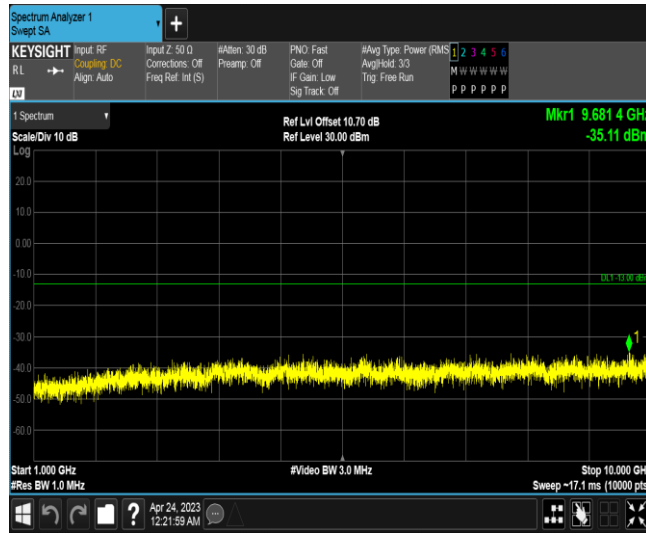 Spectrum Analyzer 1
Swept SA
KEYSIGHT
RL
LXI
Input: RF
Coupling: DC
Align: Auto
Input Z: 50 Ω
Corrections: Off
Freq Ref: Int (S)
#Atten: 30 dB
Preamp: Off
PNO: Fast
Gate: Off
IF Gain: Low
Sig Track: Off
#Avg Type: Power (RMS
Avg|Hold: 3/3
Trig: Free Run
1 2 3 4 5 6
M W W W W W
P P P P P P
1 Spectrum
Scale/Div 10 dB
Log
Ref Lvl Offset 10.70 dB
Ref Level 30.00 dBm
Mkr1 9.681 4 GHz
-35.11 dBm
20.0
10.0
0.00
-10.0
DL1 -13.00 dBm
-20.0
-30.0
1
-40.0
-50.0
-60.0
Start 1.000 GHz
#Video BW 3.0 MHz
Stop 10.000 GHz
#Res BW 1.0 MHz
Sweep ~17.1 ms (10000 pts
?
Apr 24, 2023
12:21:59 AM